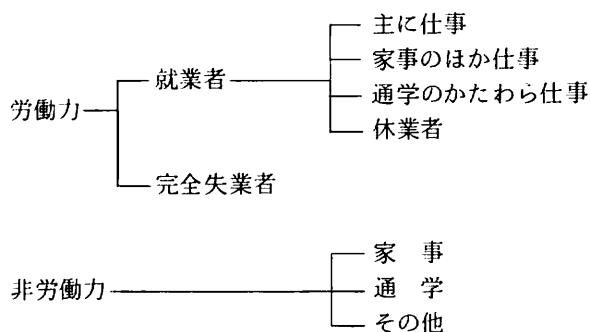 主に仕事
家事のほか仕事
就業者
通学のかたわら仕事
労働力
休業者
完全失業者
家 事
非労働力
通 学
その他